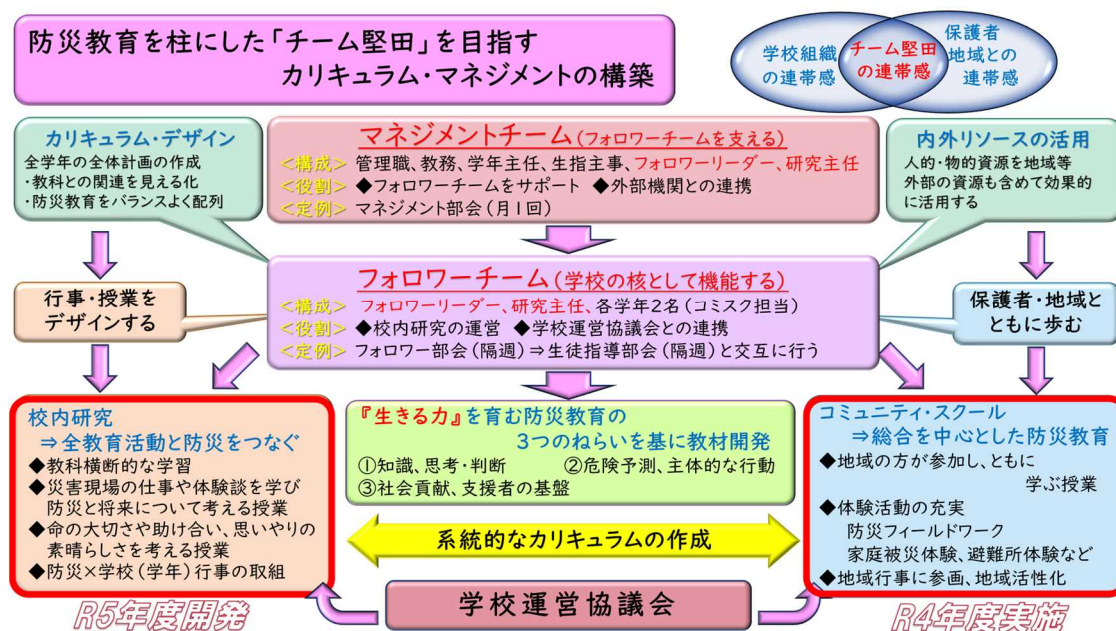 防災教育を柱にした「チーム堅田」を目指す
カリキュラム・マネジメントの構築
学校組織
の連帯感
チーム堅田
の連帯感
保護者
地域との
連帯感
カリキュラム・デザイン
全学年の全体計画の作成
・教科との関連を見える化
・防災教育をバランスよく配列
マネジメントチーム(フォロワーチームを支える)
<構成> 管理職、教務、学年主任、生指主事、フォロワーリーダー、研究主任
<役割> ◆フォロワーチームをサポート ◆外部機関との連携
<定例> マネジメント部会(月1回)
内外リソースの活用
人的・物的資源を地域等
外部の資源も含めて効果的
に活用する
行事・授業を
デザインする
フォロワーチーム(学校の核として機能する)
<構成> フォロワーリーダー、研究主任、各学年2名(コミスク担当)
<役割> ◆校内研究の運営 ◆学校運営協議会との連携
<定例> フォロワー部会(隔週)⇒生徒指導部会(隔週)と交互に行う
保護者・地域と
ともに歩む
校内研究
⇒全教育活動と防災をつなぐ
◆教科横断的な学習
◆災害現場の仕事や体験談を学び
防災と将来について考える授業
◆命の大切さや助け合い、思いやりの
素晴らしさを考える授業
◆防災×学校(学年)行事の取組
R5年度開発
『生きる力』を育む防災教育の
3つのねらいを基に教材開発
①知識、思考・判断 ②危険予測、主体的な行動
③社会貢献、支援者の基盤
系統的なカリキュラムの作成
学校運営協議会
コミュニティ・スクール
⇒総合を中心とした防災教育
◆地域の方が参加し、ともに
学ぶ授業
◆体験活動の充実
防災フィールドワーク
家庭被災体験、避難所体験など
◆地域行事に参画、地域活性化
R4年度実施